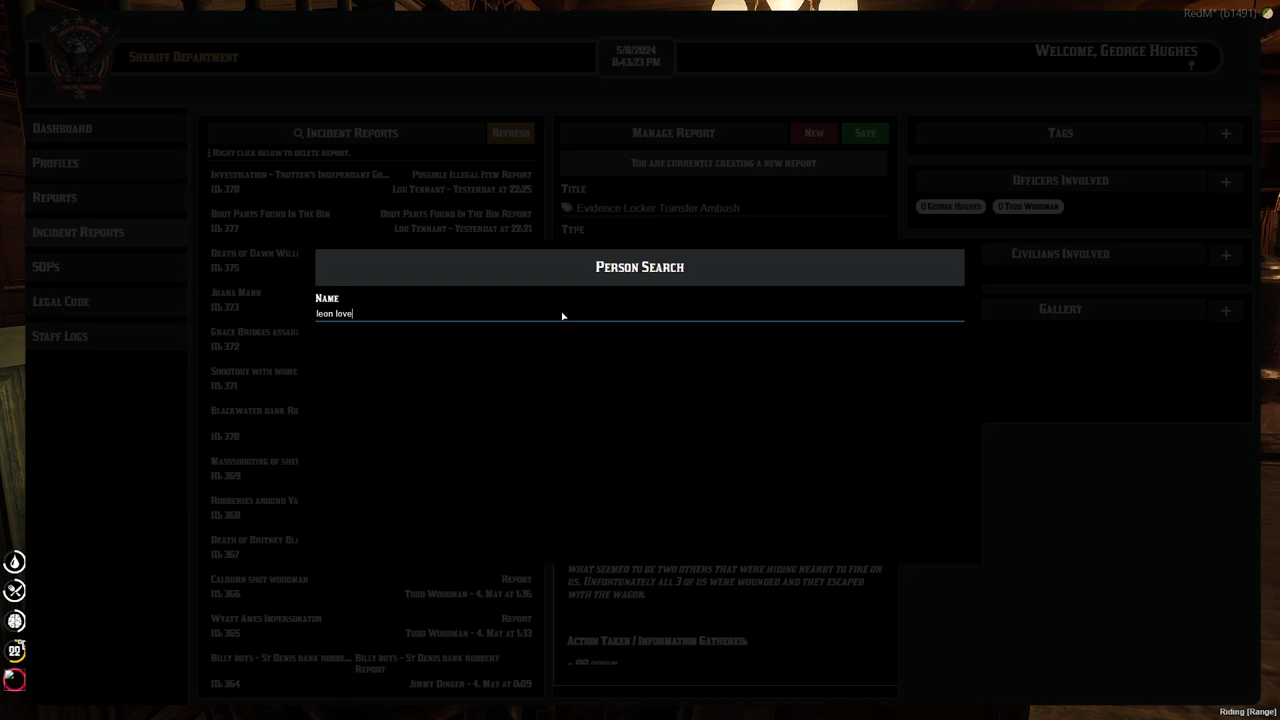 RedM* (b1491)
Sheriff Department
5/8/2024
8:43:23 PM
Welcome, George Hughes
Dashboard
Profiles
Reports
Incident Reports
SOPs
Legal Code
Staff Logs
Incident Reports
Refresh
Right click below to delete report.
Investigation - Trotter's Independant Gu... Possible Illegal Item Report
ID: 378 Lou Tennant - Yesterday at 22:25
Body Parts Found In The Bin Body Parts Found In The Bin Report
ID: 377 Lou Tennant - Yesterday at 22:21
Death of Dawn Will
ID: 375
Juana Mann
ID: 373
Grace Bridges assau
ID: 372
Shootout with wome
ID: 371
Blackwater bank Ro
ID: 370
Massshooting of sher
ID: 369
Robberies around Va
ID: 368
Death of Britney Bla
ID: 367
Calburn shot woodman Report
ID: 366 Todd Woodman - 4. May at 1:36
Wyatt Ames Impersonator Report
ID: 365 Todd Woodman - 4. May at 1:33
Billy boys - St Denis bank robbe... Billy boys - St Denis bank robbery
Report
ID: 364 Jimmy Dinger - 4. May at 0:09
Manage Report
New
Save
You are currently creating a new report
Title
Evidence Locker Transfer Ambush
Type
Person Search
Name
leon love
what seemed to be two others that were hiding nearby to fire on
us. Unfortunately all 3 of us were wounded and they escaped
with the wagon.
Action Taken / Information Gathered:
Tags
+
Officers Involved
+
0 George Hughes
0 Todd Woodman
Civilians Involved
+
Gallery
+
Riding [Range]